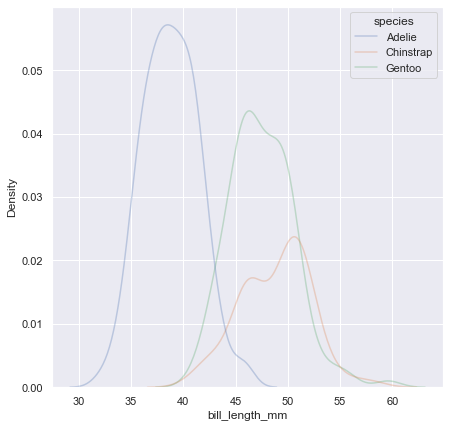 species
Adelie
Chinstrap
Gentoo
Density
0.05
0.04
0.03
0.02
0.01
0.00
30 35 40 45 50 55 60
bill_length_mm